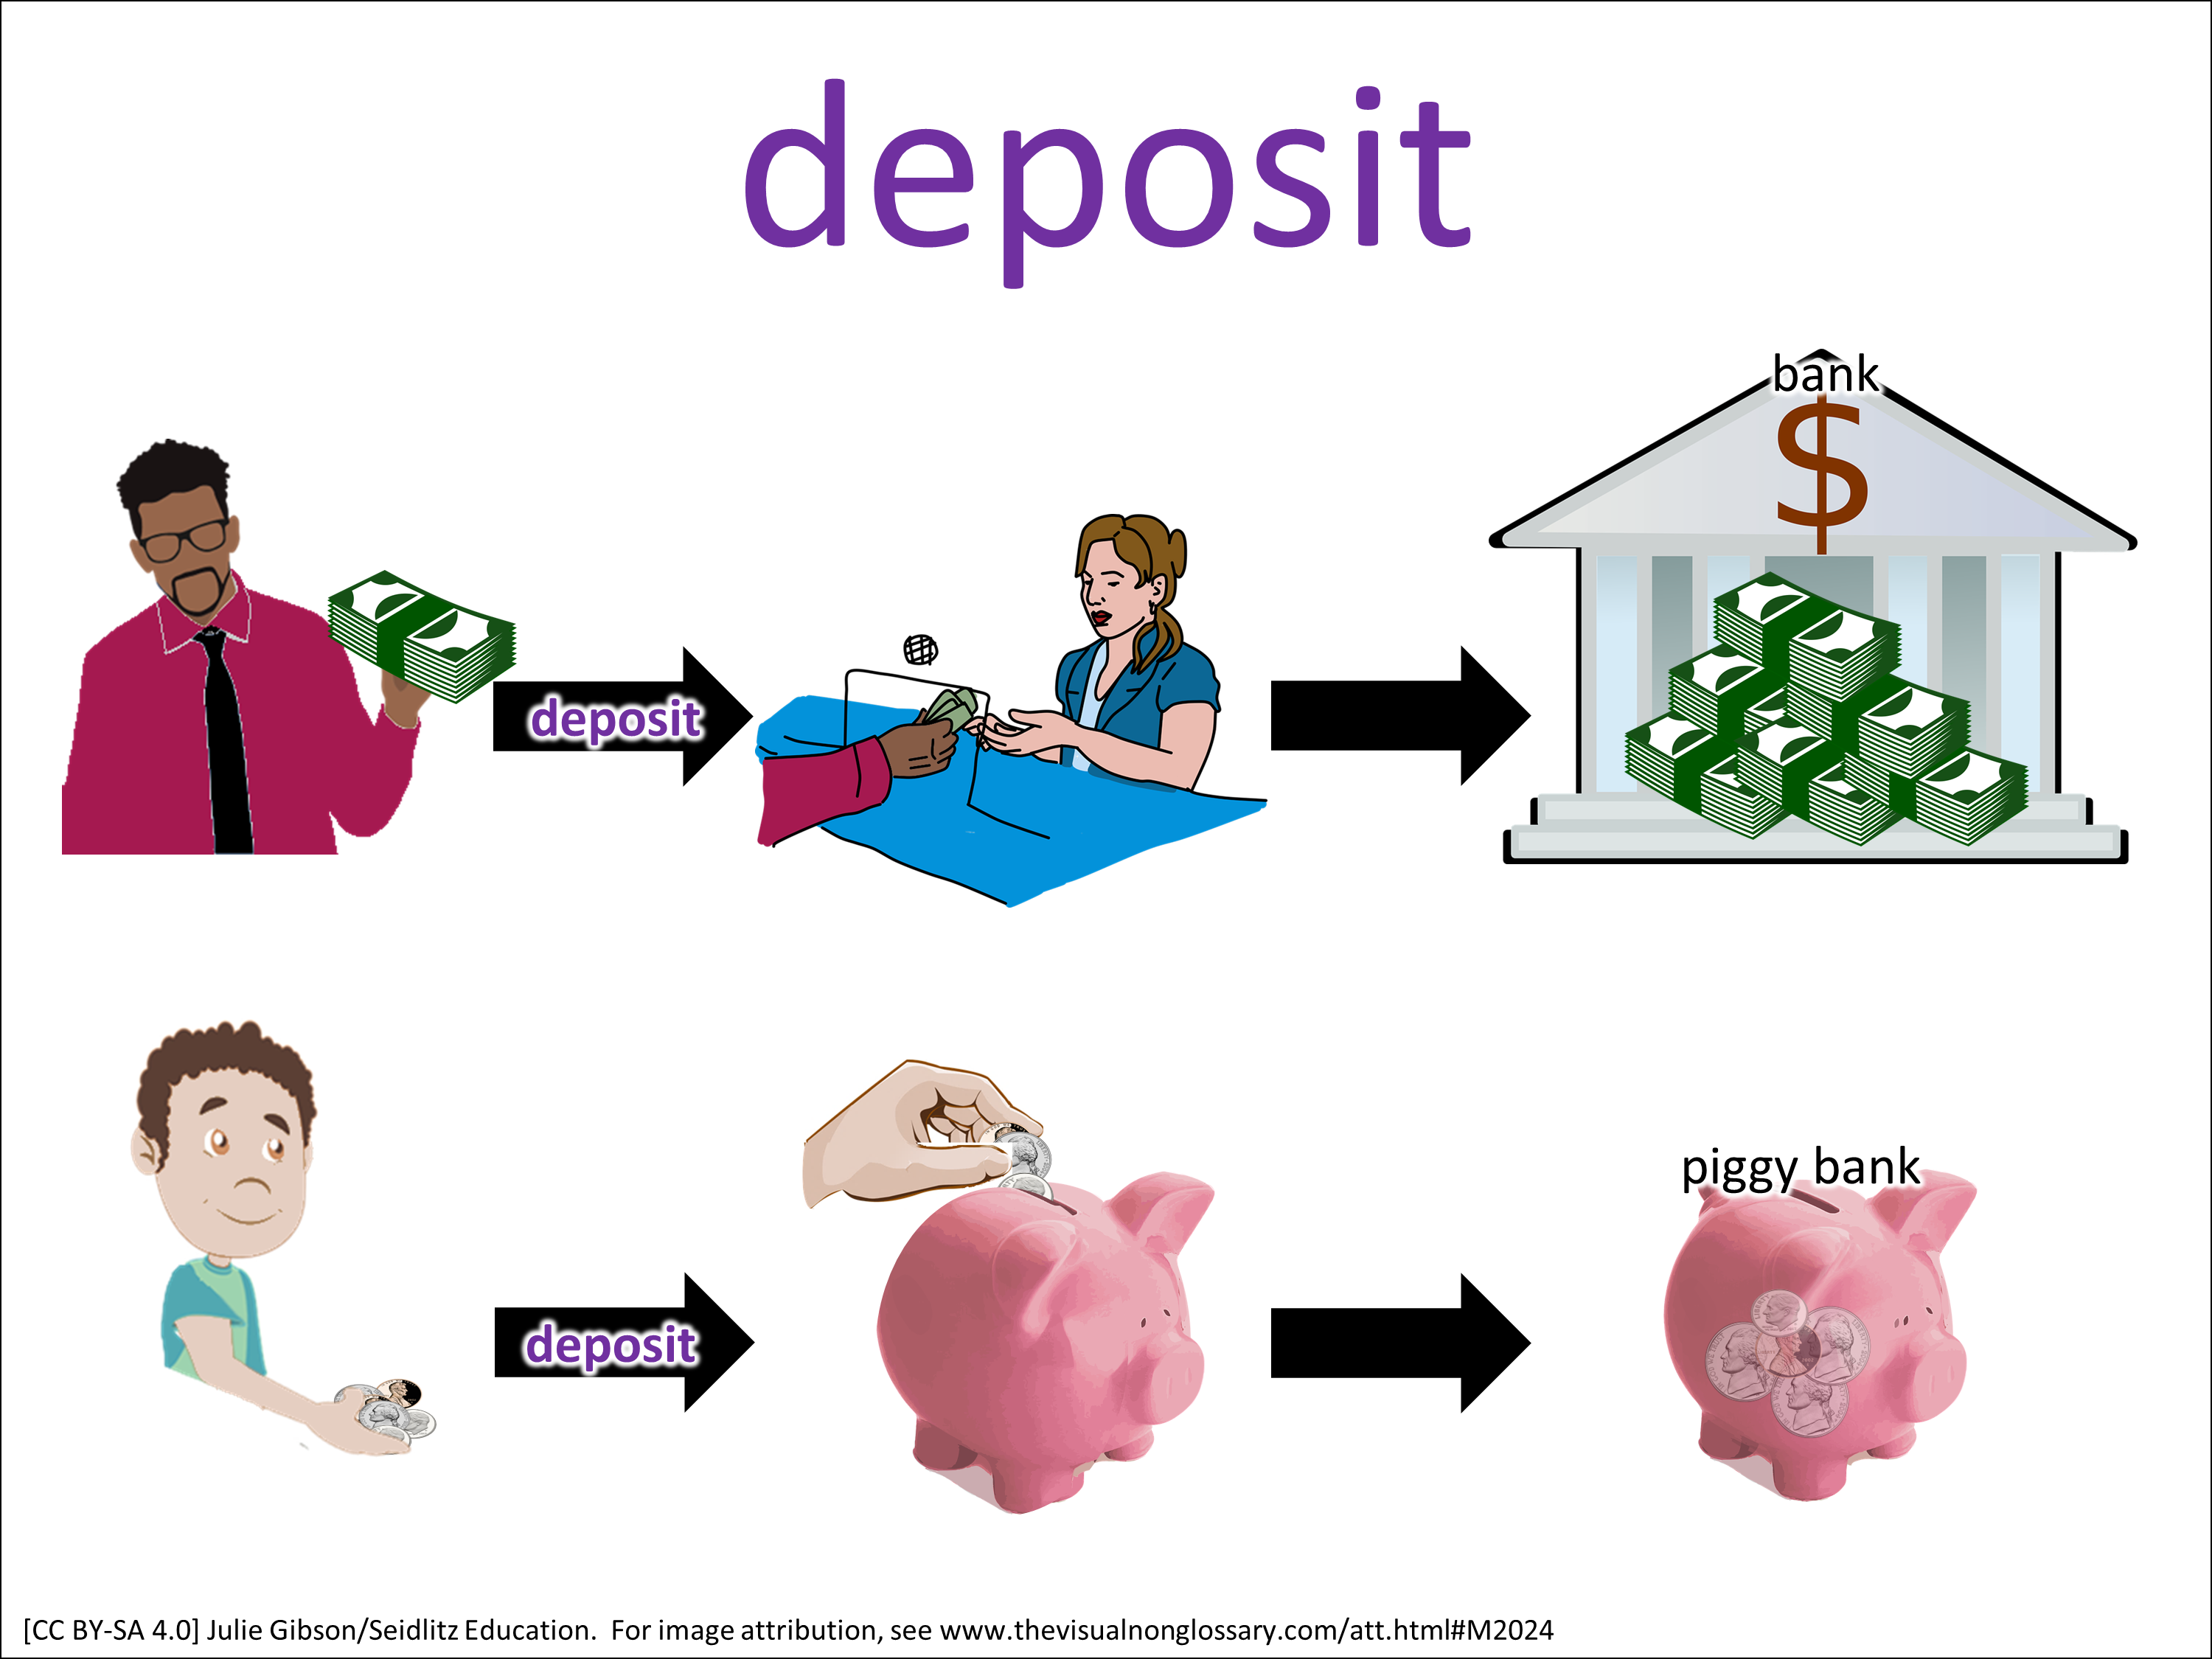 deposit
bank
$
deposit
piggy bank
deposit
[CC BY-SA 4.0] Julie Gibson/Seidlitz Education.  For image attribution, see www.thevisualnonglossary.com/att.html#M2024